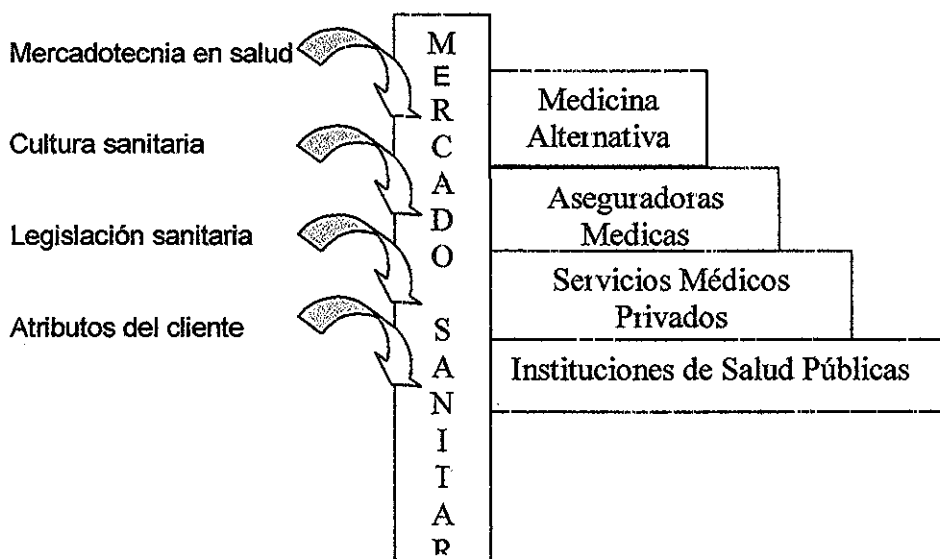 Mercadotecnia en salud
Cultura sanitaria
Legislación sanitaria
Atributos del cliente
M
E
R
C
A
D
O
S
A
N
I
T
A
R
Medicina
Alternativa
Aseguradoras
Medicas
Servicios Médicos
Privados
Instituciones de Salud Públicas